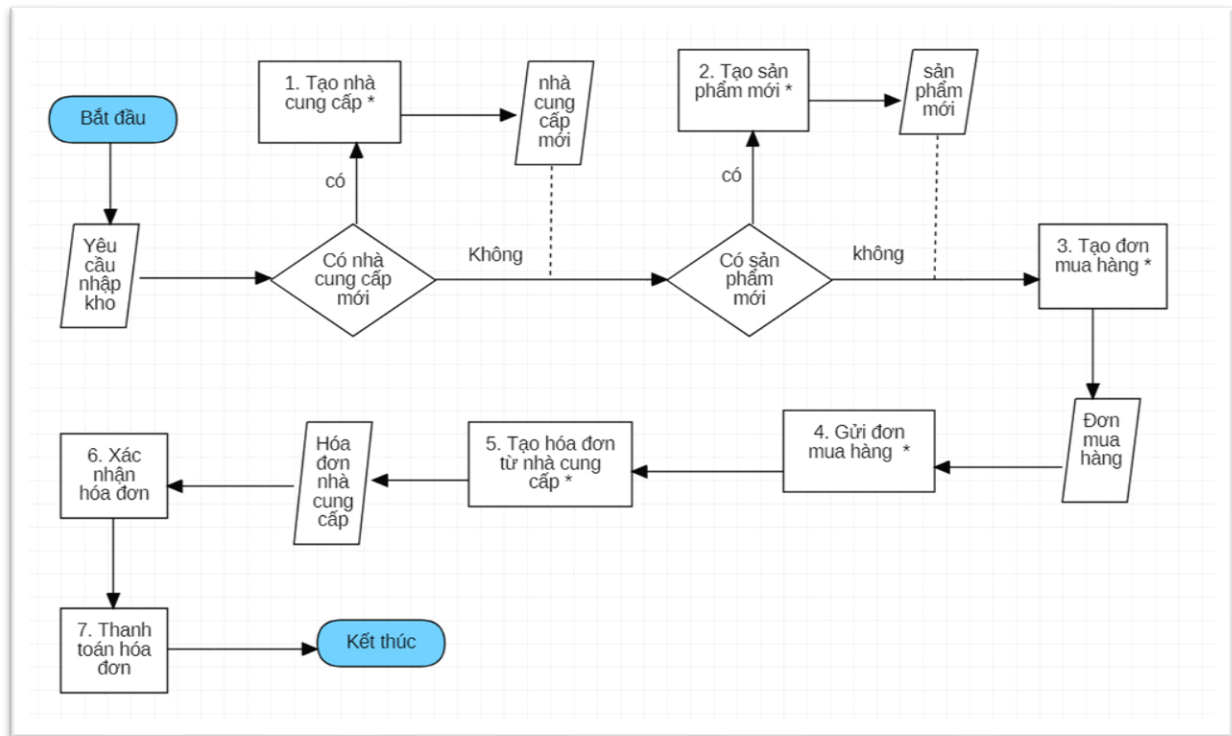 Bắt đầu
1. Tạo nhà
cung cấp *
nhà
cung
cấp
mới
2. Tạo sản
phẩm mới *
sản
phẩm
mới
có
có
Yêu
cầu
nhập
kho
Có nhà
cung cấp
mới
Không
Có sản
phẩm
mới
không
3. Tạo đơn
mua hàng *
Đơn
mua
hàng
4. Gửi đơn
mua hàng *
5. Tạo hóa đơn
từ nhà cung
cấp *
Hóa
đơn
nhà
cung
cấp
6. Xác
nhận
hóa đơn
7. Thanh
toán hóa
đơn
Kết thúc